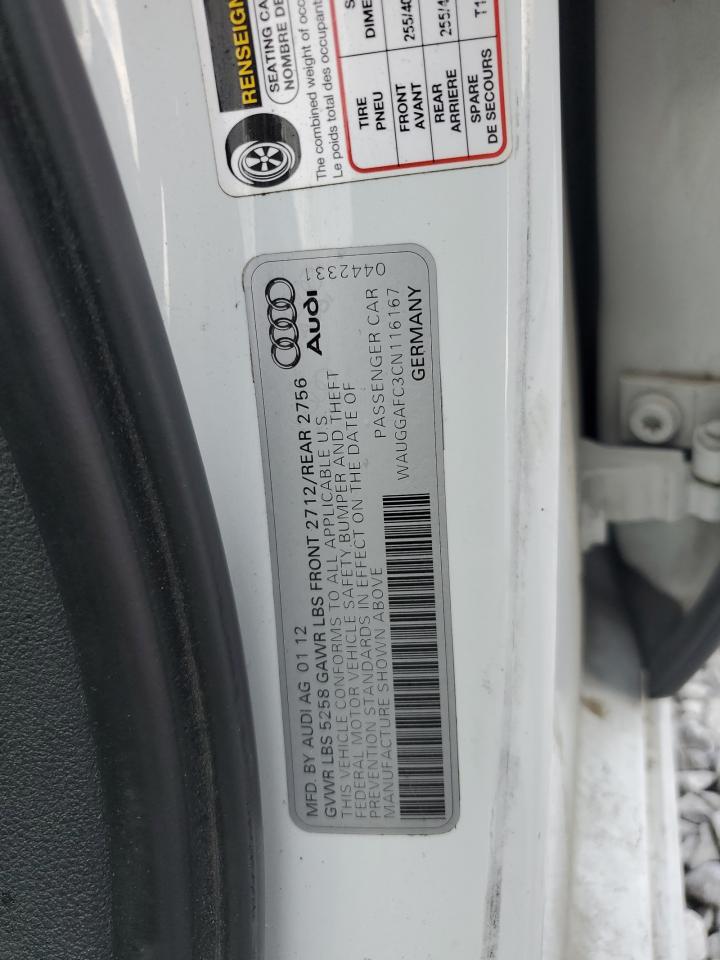 RENSEIGN
SEATING CA
NOMBRE DE
The combined weight of occ
Le poids total des occupant
TIRE
PNEU
DIME
FRONT
AVANT
255/40
REAR
ARRIERE
255/4
SPARE
DE SECOURS
T1
0442331
Audi
MFD. BY AUDI AG 01 12
GVWR LBS 5258 GAWR LBS FRONT 2712/REAR 2756
THIS VEHICLE CONFORMS TO ALL APPLICABLE U.S.
FEDERAL MOTOR VEHICLE SAFETY BUMPER AND THEFT
PREVENTION STANDARDS IN EFFECT ON THE DATE OF
MANUFACTURE SHOWN ABOVE
PASSENGER CAR
WAUGGAFC3CN116167
GERMANY